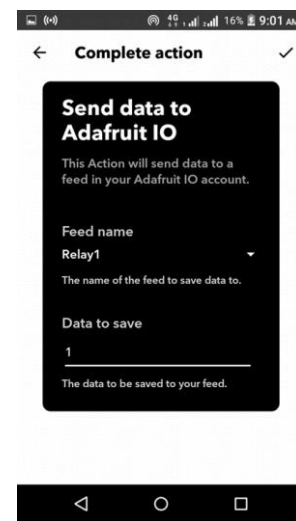 4G 16% 9:01 AM
Complete action
Send data to
Adafruit IO
This Action will send data to a
feed in your Adafruit IO account.
Feed name
Relay1
The name of the feed to save data to.
Data to save
1
The data to be saved to your feed.